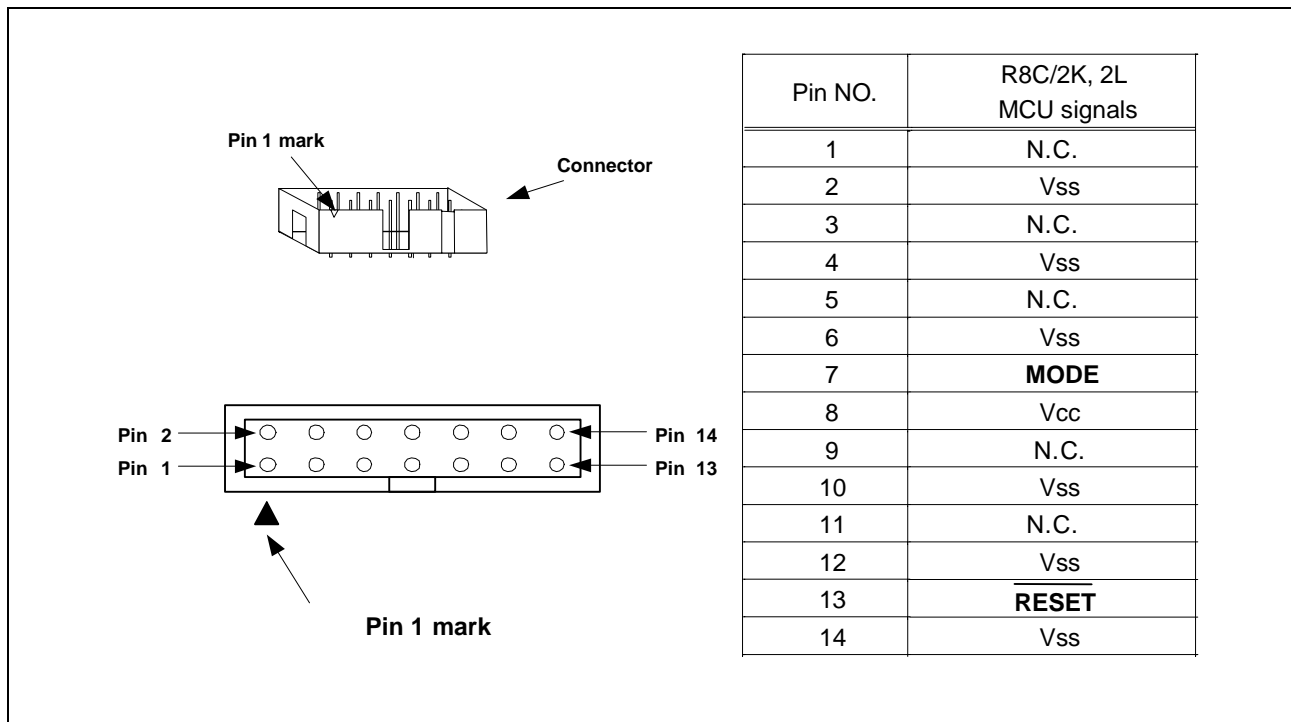 Pin 1 mark
Connector
Pin 2
Pin 14
Pin 1
Pin 13
Pin 1 mark
Pin NO. R8C/2K, 2L
MCU signals
1 N.C.
2 Vss
3 N.C.
4 Vss
5 N.C.
6 Vss
7 MODE
8 Vcc
9 N.C.
10 Vss
11 N.C.
12 Vss
13 RESET
14 Vss